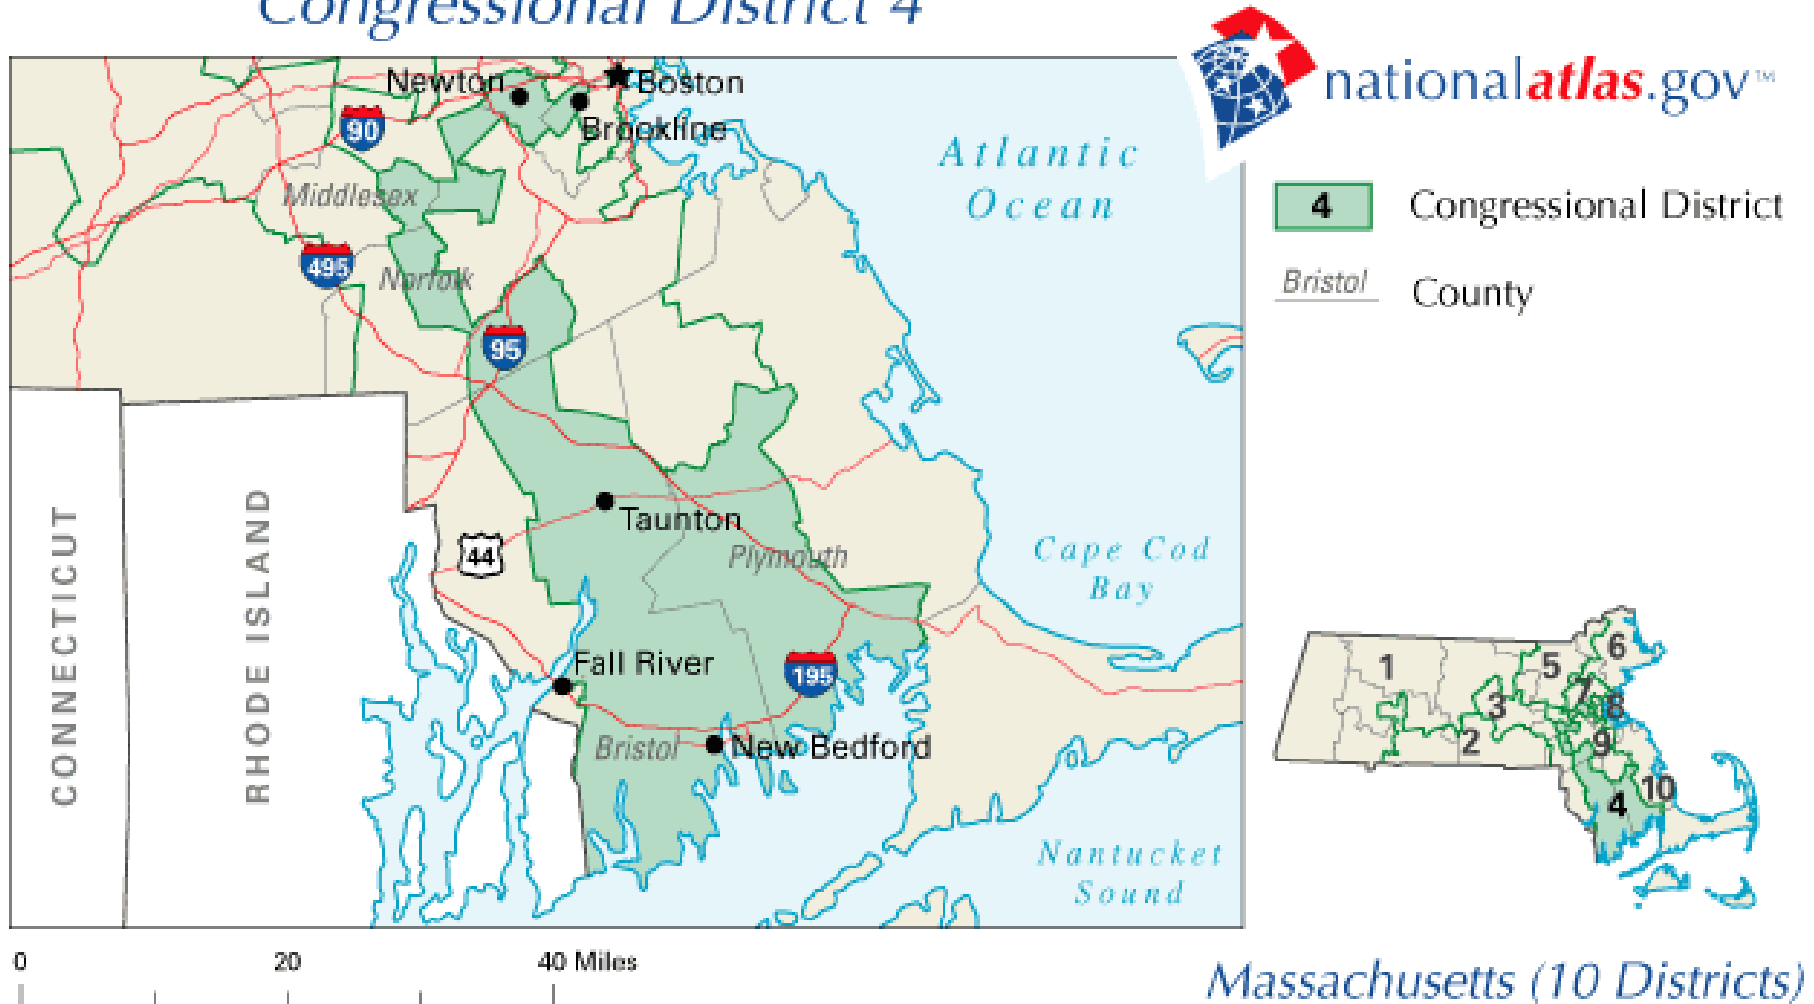 Congressional District 4
nationalatlas.gov™
Newton
Boston
Brookline
90
Atlantic
Ocean
Middlesex
4 Congressional District
495
Norfolk
Bristol County
95
CONNECTICUT
RHODE ISLAND
Taunton
44
Plymouth
Cape Cod
Bay
Fall River
195
Bristol
New Bedford
Nantucket
Sound
1
2
3
4
5
6
7
8
9
10
0 20 40 Miles
Massachusetts (10 Districts)